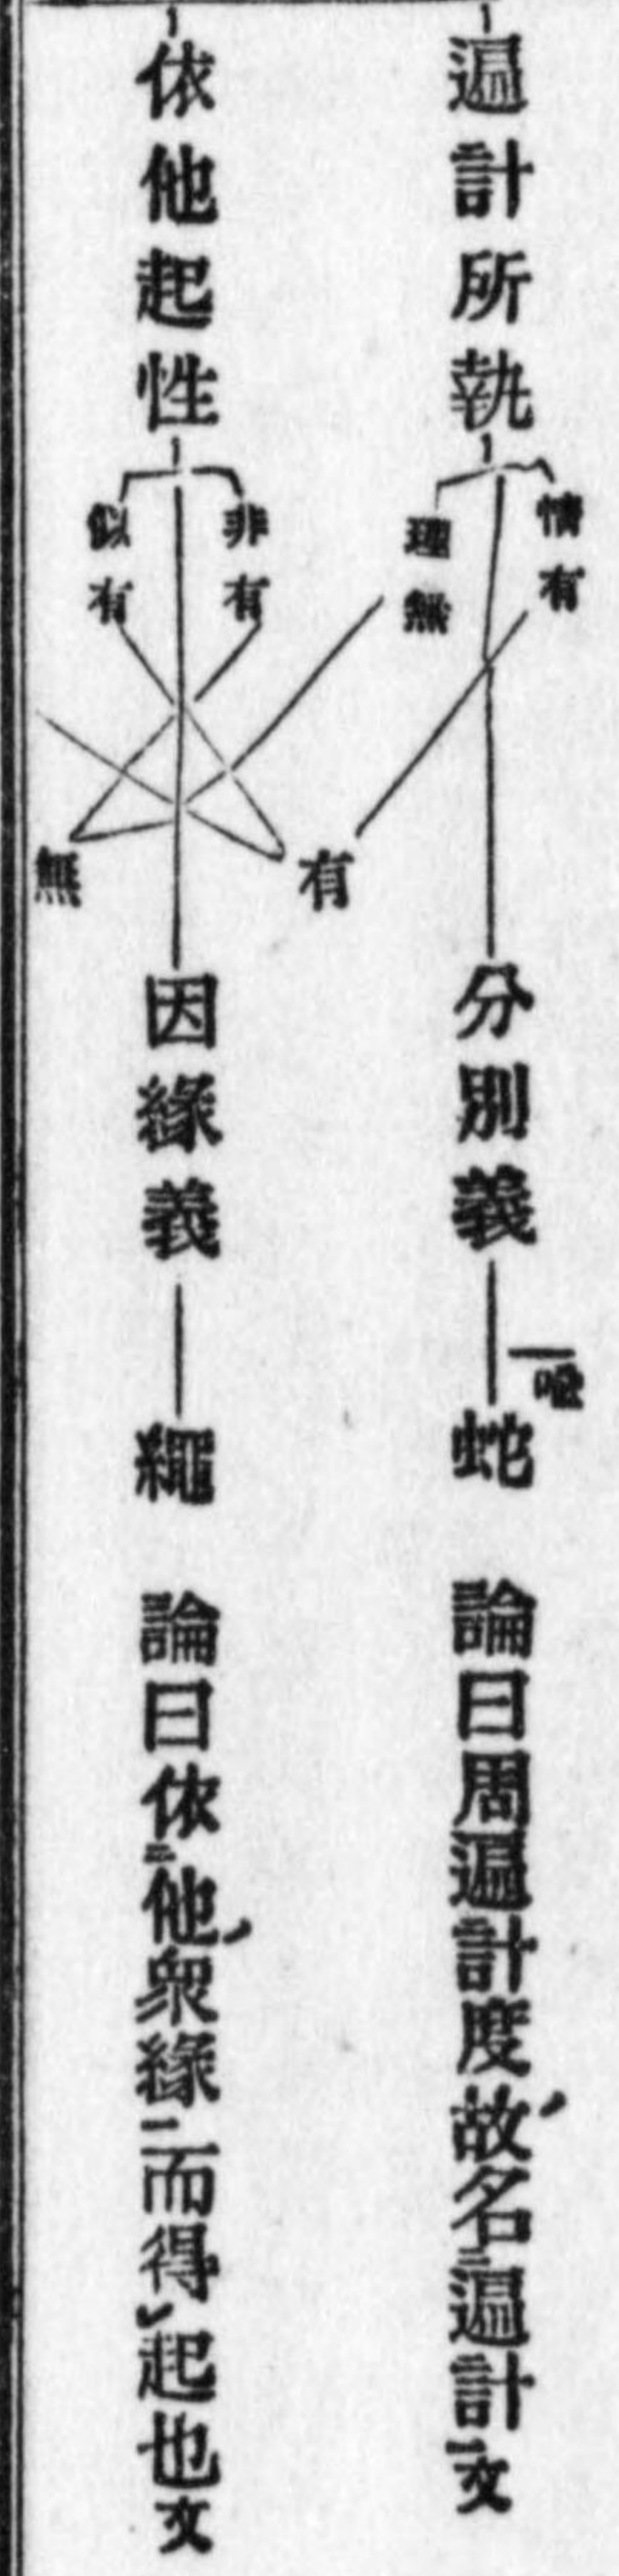 遍計所執
情有
理無
有
分別義
蛇
論曰周遍計度故名遍計文
依他起性
非有
似有
無
因緣義
繩
論曰依他衆緣而得起也文